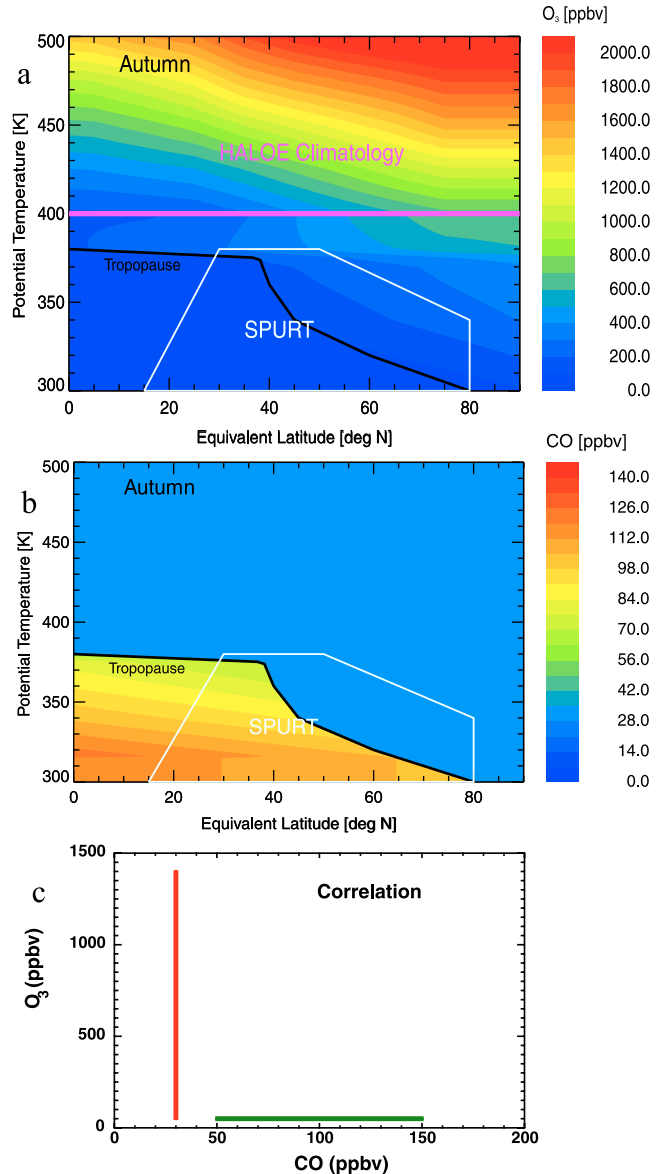 O3 [ppbv]
a
Autumn
HALOE Climatology
Tropopause
SPURT
500
450
400
350
300
Potential Temperature [K]
0
20
40
60
80
Equivalent Latitude [deg N]
2000.0
1800.0
1600.0
1400.0
1200.0
1000.0
800.0
600.0
400.0
200.0
0.0
CO [ppbv]
b
Autumn
Tropopause
SPURT
500
450
400
350
300
Potential Temperature [K]
0
20
40
60
80
Equivalent Latitude [deg N]
140.0
126.0
112.0
98.0
84.0
70.0
56.0
42.0
28.0
14.0
0.0
c
Correlation
1500
1000
500
0
O3 (ppbv)
0
50
100
150
200
CO (ppbv)